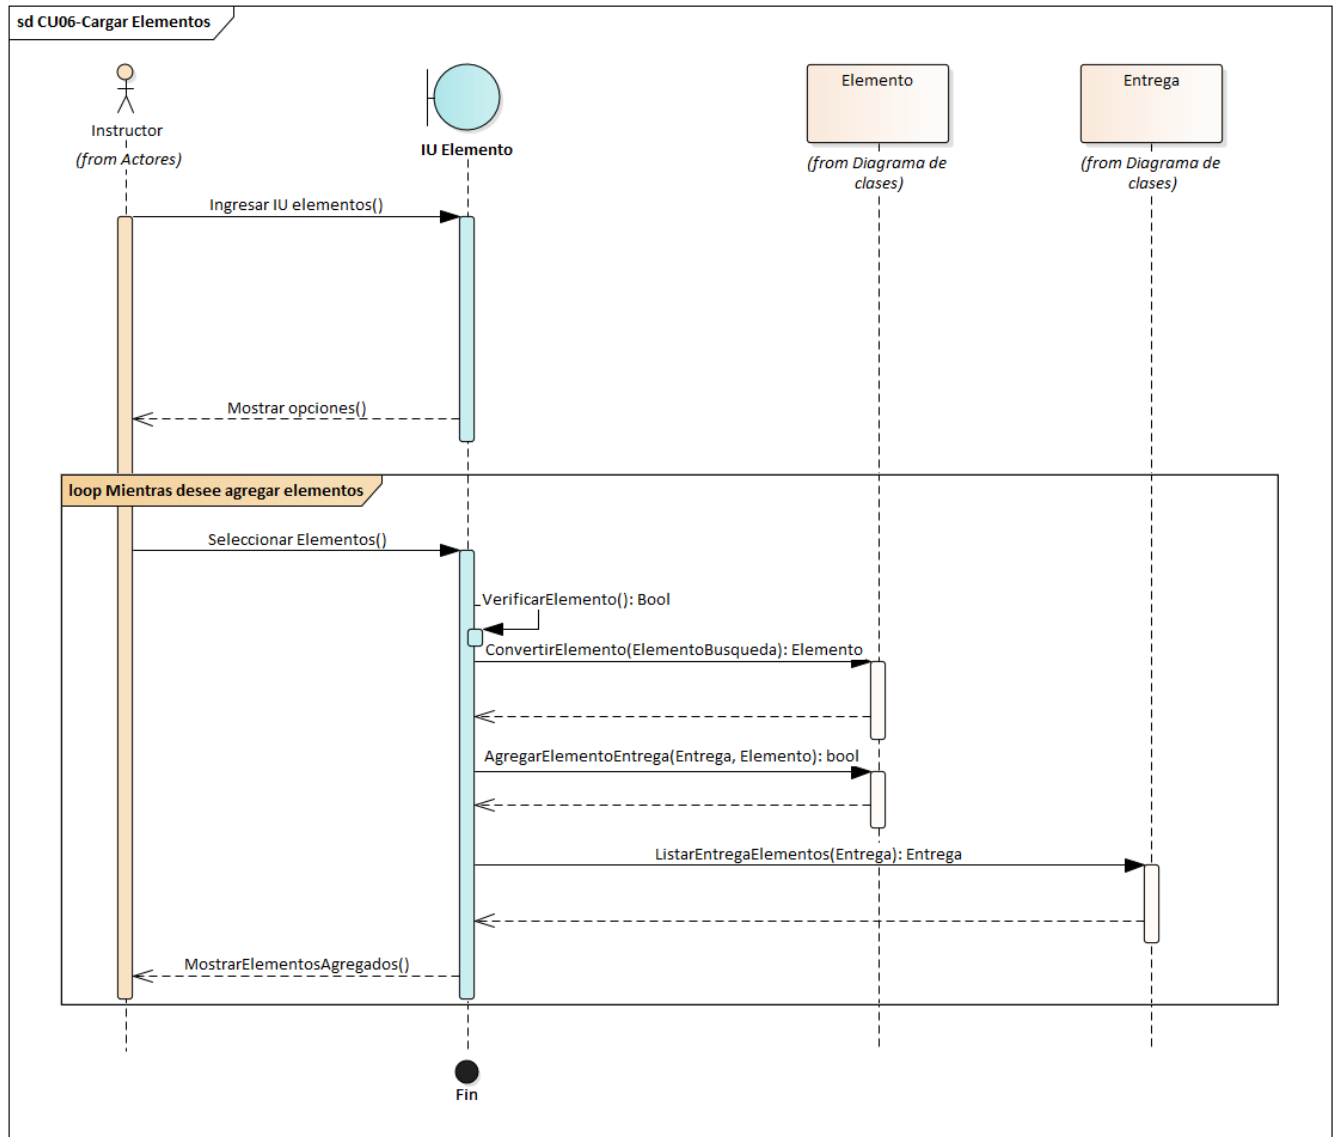 sd CU06-Cargar Elementos
Instructor
(from Actores)
IU Elemento
Elemento
(from Diagrama de
clases)
Entrega
(from Diagrama de
clases)
Ingresar IU elementos()
Mostrar opciones()
loop Mientras desee agregar elementos
Seleccionar Elementos()
VerificarElemento(): Bool
ConvertirElemento(ElementoBusqueda): Elemento
AgregarElementoEntrega(Entrega, Elemento): bool
ListarEntregaElementos(Entrega): Entrega
MostrarElementosAgregados()
Fin